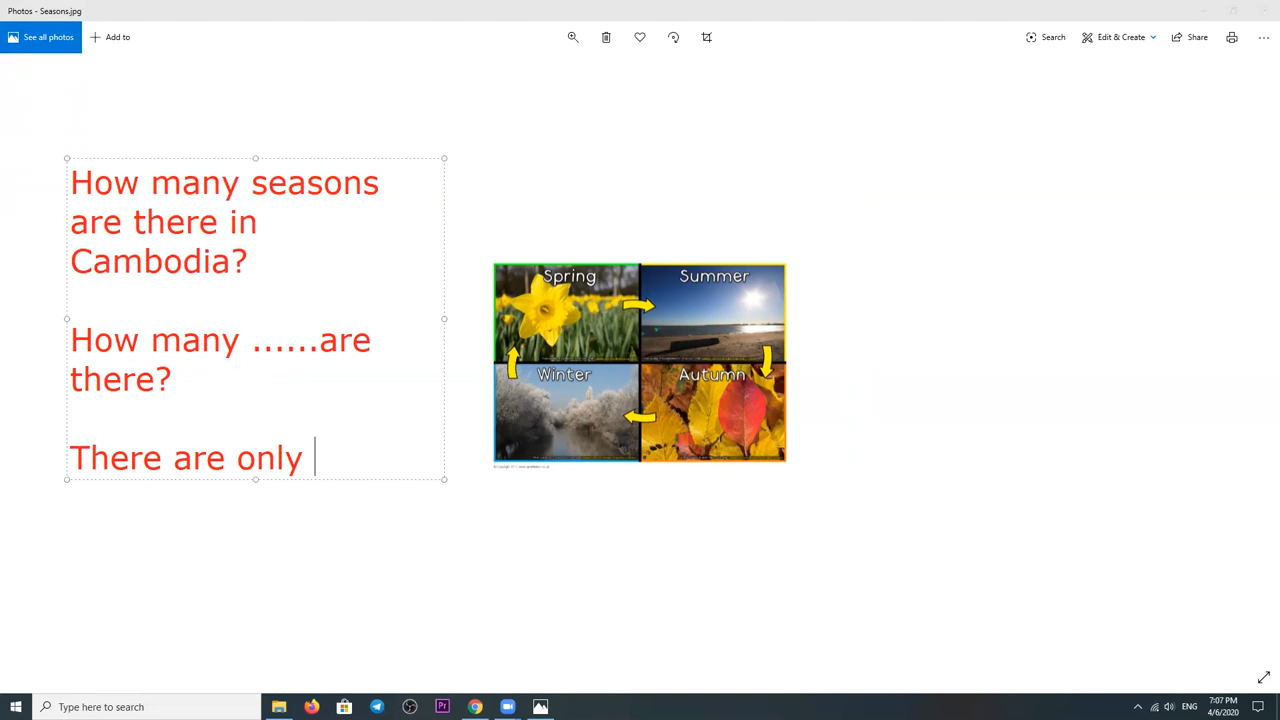 Photos - Seasons.jpg
See all photos
Add to
Search
Edit & Create
Share
How many seasons
are there in
Cambodia?
How many ......are
there?
There are only
Spring
Summer
Winter
Autumn
Type here to search
ENG
7:07 PM
4/6/2020